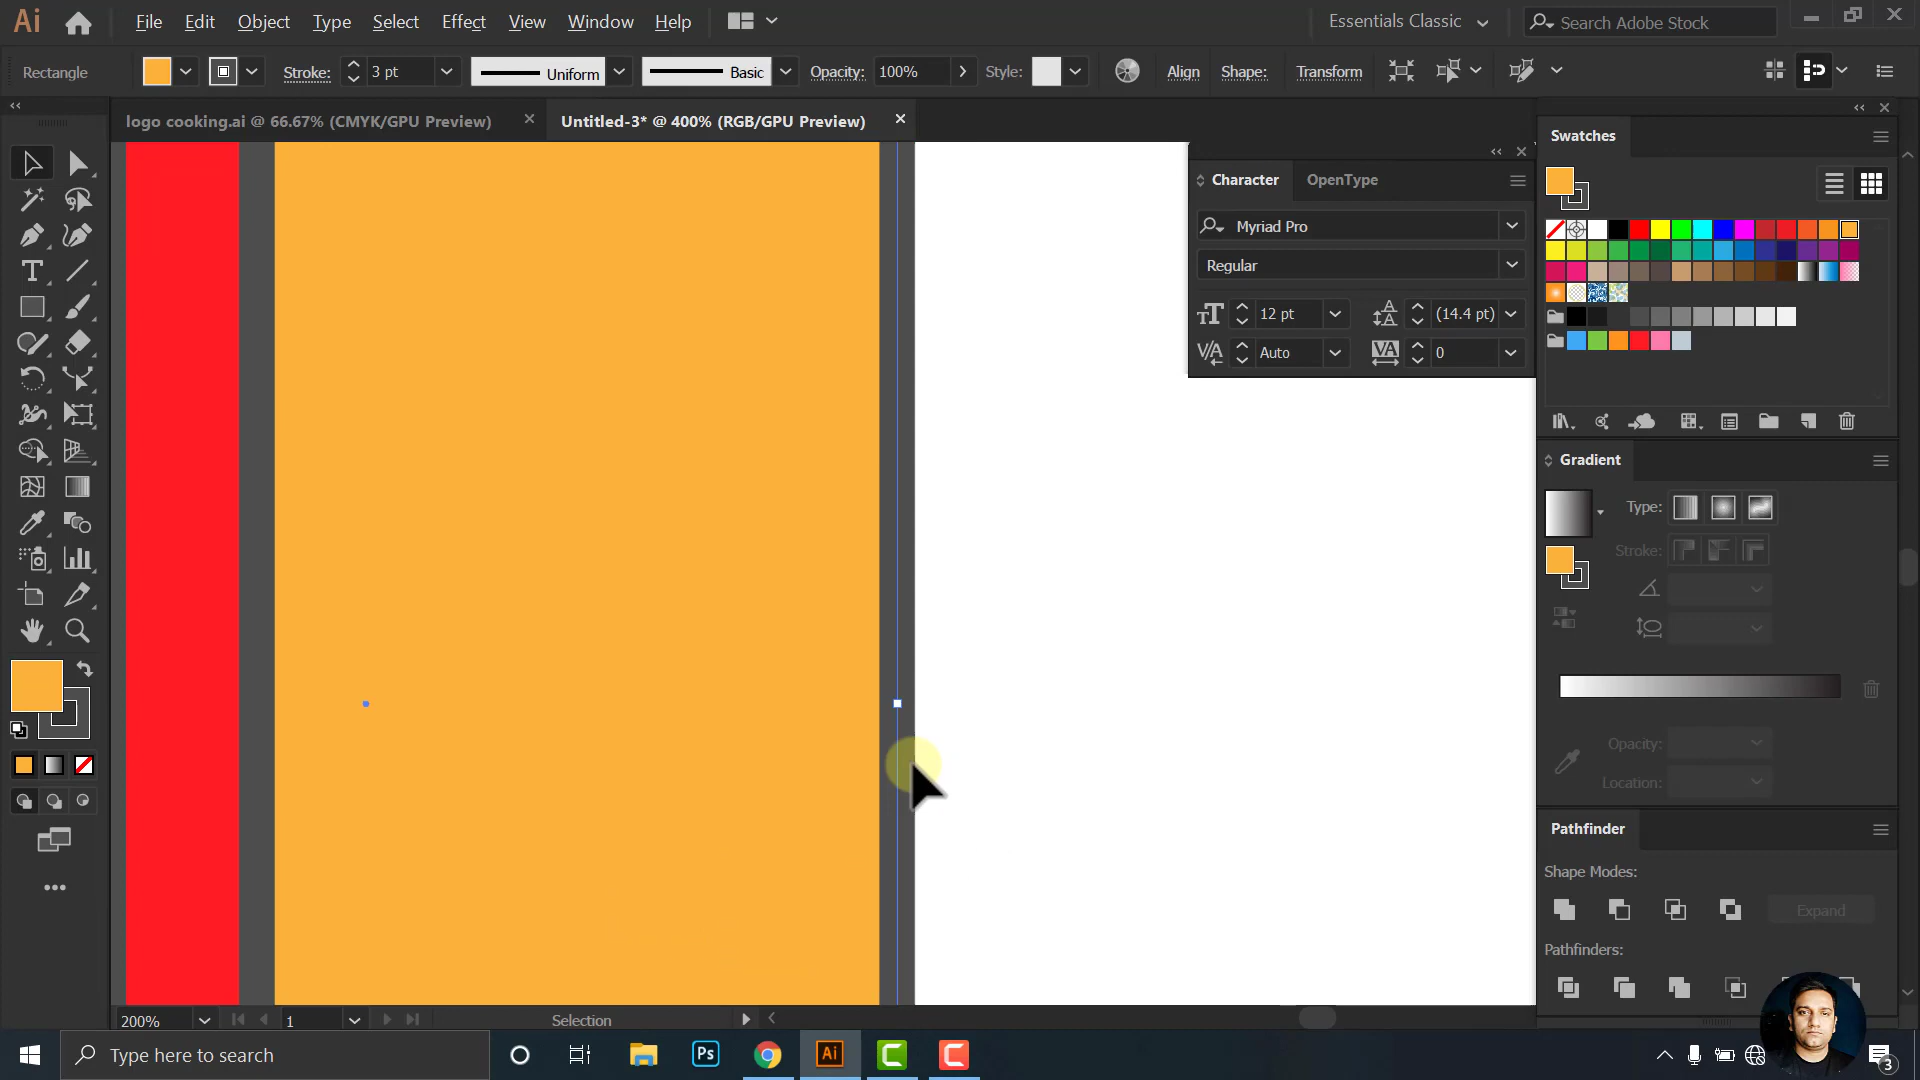 Ai File Edit Object Type Select Effect View Window Help Essentials Classic Search Adobe Stock
Rectangle Stroke: 3 pt Uniform Basic Opacity: 100% Style: Align Shape: Transform
logo cooking.ai @ 66.67% (CMYK/GPU Preview) Untitled-3* @ 400% (RGB/GPU Preview)
Swatches
Character OpenType
Myriad Pro
Regular
12 pt (14.4 pt)
Auto 0
Gradient
Type:
Stroke:
Opacity:
Location:
Pathfinder
Shape Modes:
Expand
Pathfinders:
200% 1 Selection
Type here to search Ps Ai 3